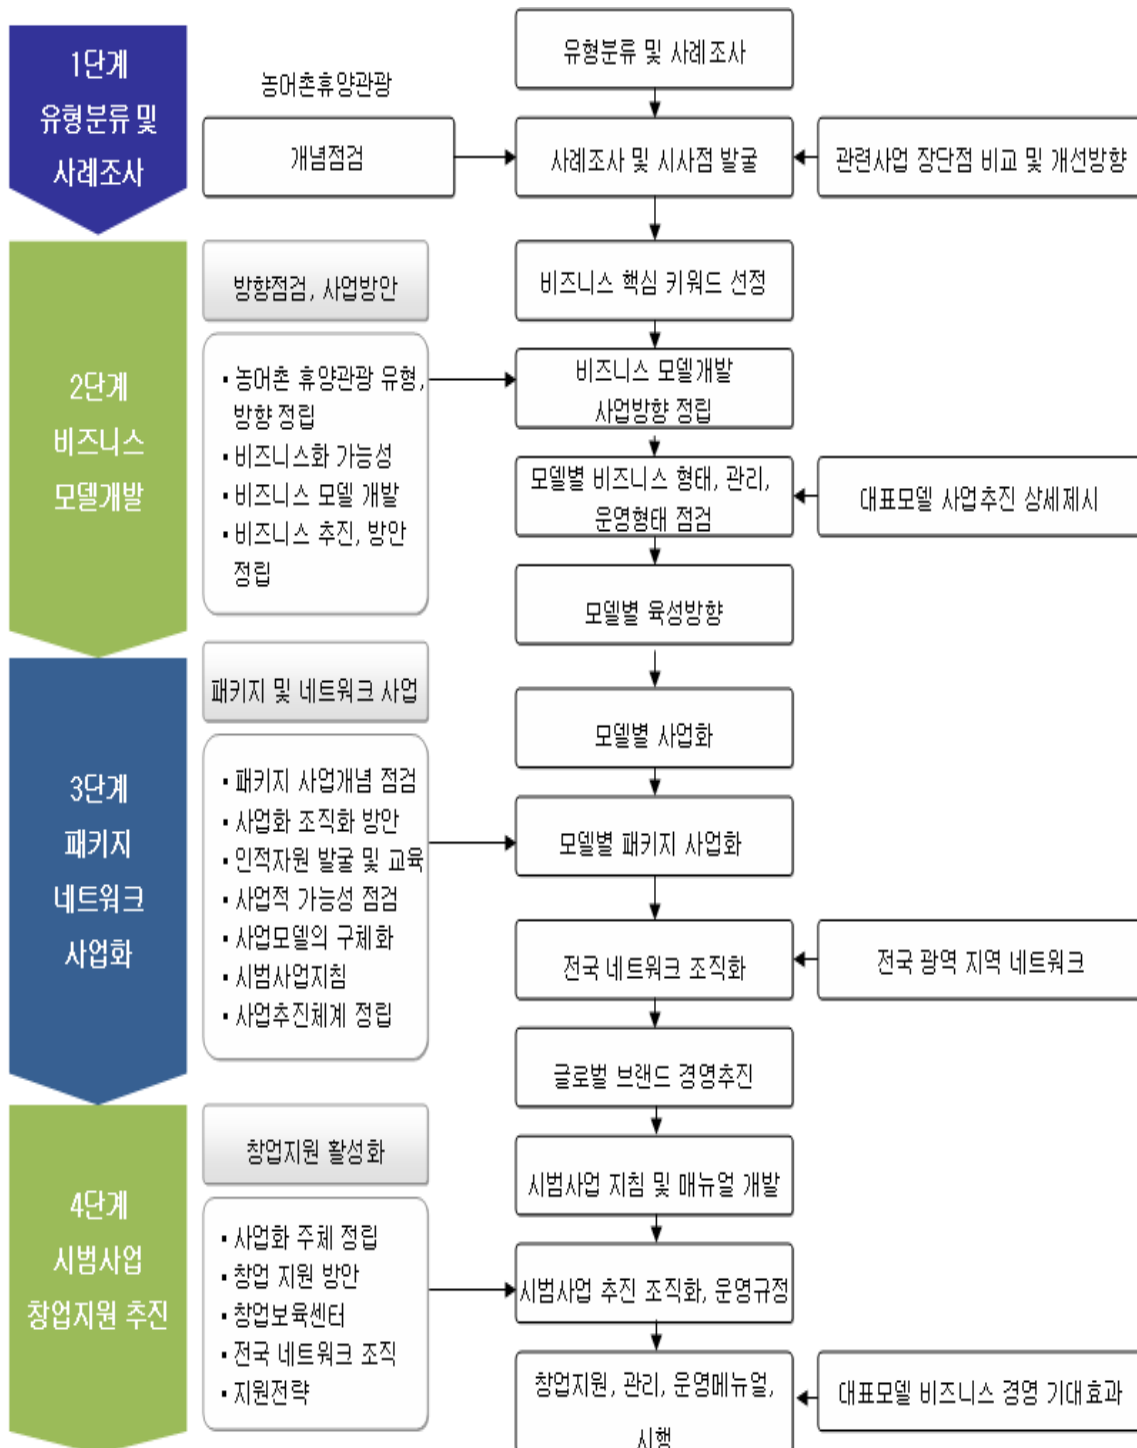 1단계
유형분류 및
사례조사
농어촌휴양관광
개념점검
유형분류 및 사례조사
사례조사 및 시사점 발굴
관련사업 장단점 비교 및 개선방향
2단계
비즈니스
모델개발
방향점검, 사업방안
▪ 농어촌 휴양관광 유형,
방향 정립
▪ 비즈니스화 가능성
▪ 비즈니스 모델 개발
▪ 비즈니스 추진, 방안
정립
비즈니스 핵심 키워드 선정
비즈니스 모델개발
사업방향 정립
모델별 비즈니스 형태, 관리,
운영형태 점검
대표모델 사업추진 상세제시
모델별 육성방향
3단계
패키지
네트워크
사업화
패키지 및 네트워크 사업
▪ 패키지 사업개념 점검
▪ 사업화 조직화 방안
▪ 인적자원 발굴 및 교육
▪ 사업적 가능성 점검
▪ 사업모델의 구체화
▪ 시범사업지침
▪ 사업추진체계 정립
모델별 사업화
모델별 패키지 사업화
전국 네트워크 조직화
전국 광역 지역 네트워크
글로벌 브랜드 경영추진
4단계
시범사업
창업지원 추진
창업지원 활성화
▪ 사업화 주체 정립
▪ 창업 지원 방안
▪ 창업보육센터
▪ 전국 네트워크 조직
▪ 지원전략
시범사업 지침 및 매뉴얼 개발
시범사업 추진 조직화, 운영규정
창업지원, 관리, 운영메뉴얼,
시행
대표모델 비즈니스 경영 기대효과